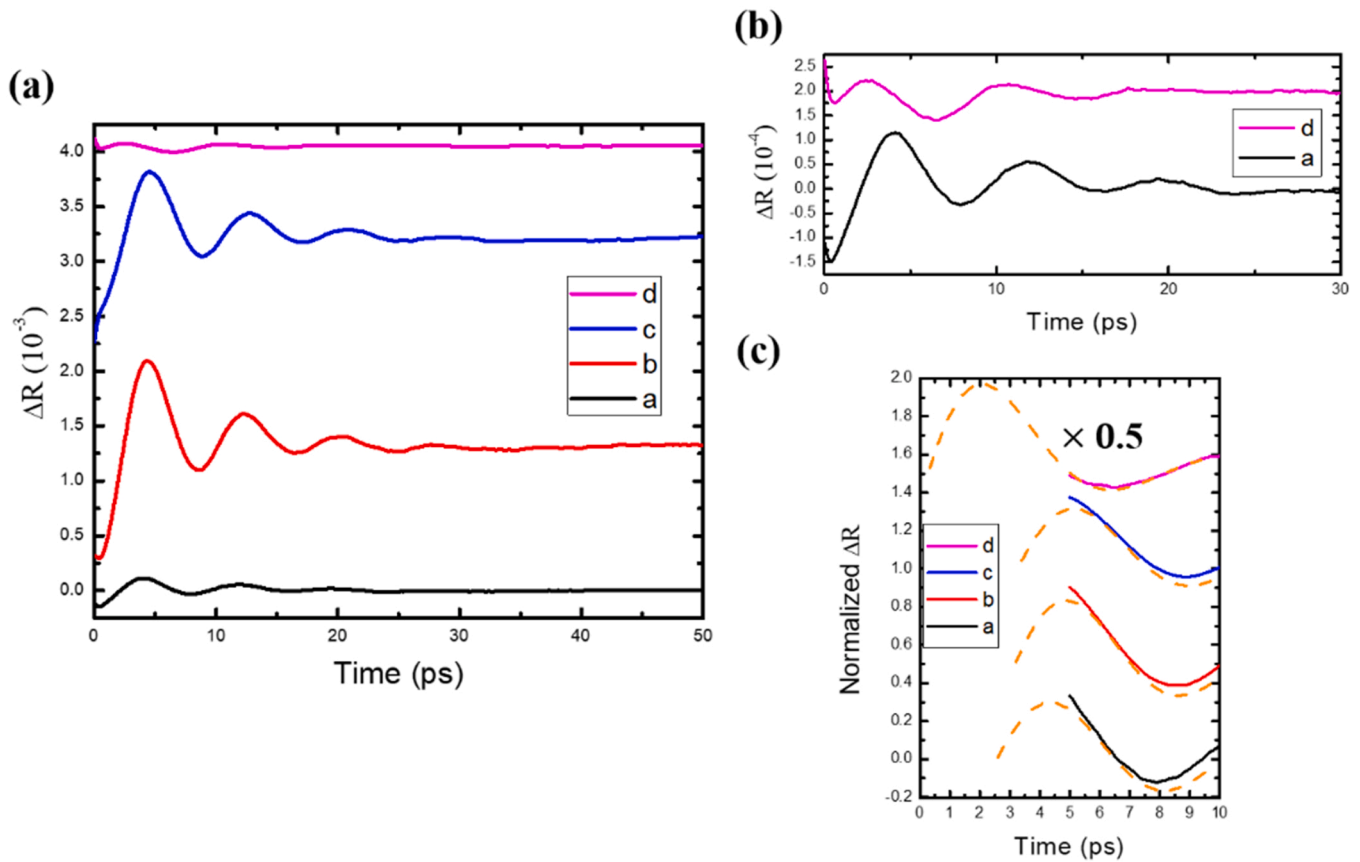 (a)
4.0
3.5
3.0
2.5
2.0
1.5
1.0
0.5
0.0
ΔR (10⁻³)
d
c
b
a
0 10 20 30 40 50
Time (ps)
(b)
2.5
2.0
1.5
1.0
0.5
0.0
-0.5
-1.0
-1.5
ΔR (10⁻⁴)
d
a
0 10 20 30
Time (ps)
(c)
2.0
1.8
1.6
1.4
1.2
1.0
0.8
0.6
0.4
0.2
0.0
-0.2
Normalized ΔR
× 0.5
d
c
b
a
0 1 2 3 4 5 6 7 8 9 10
Time (ps)